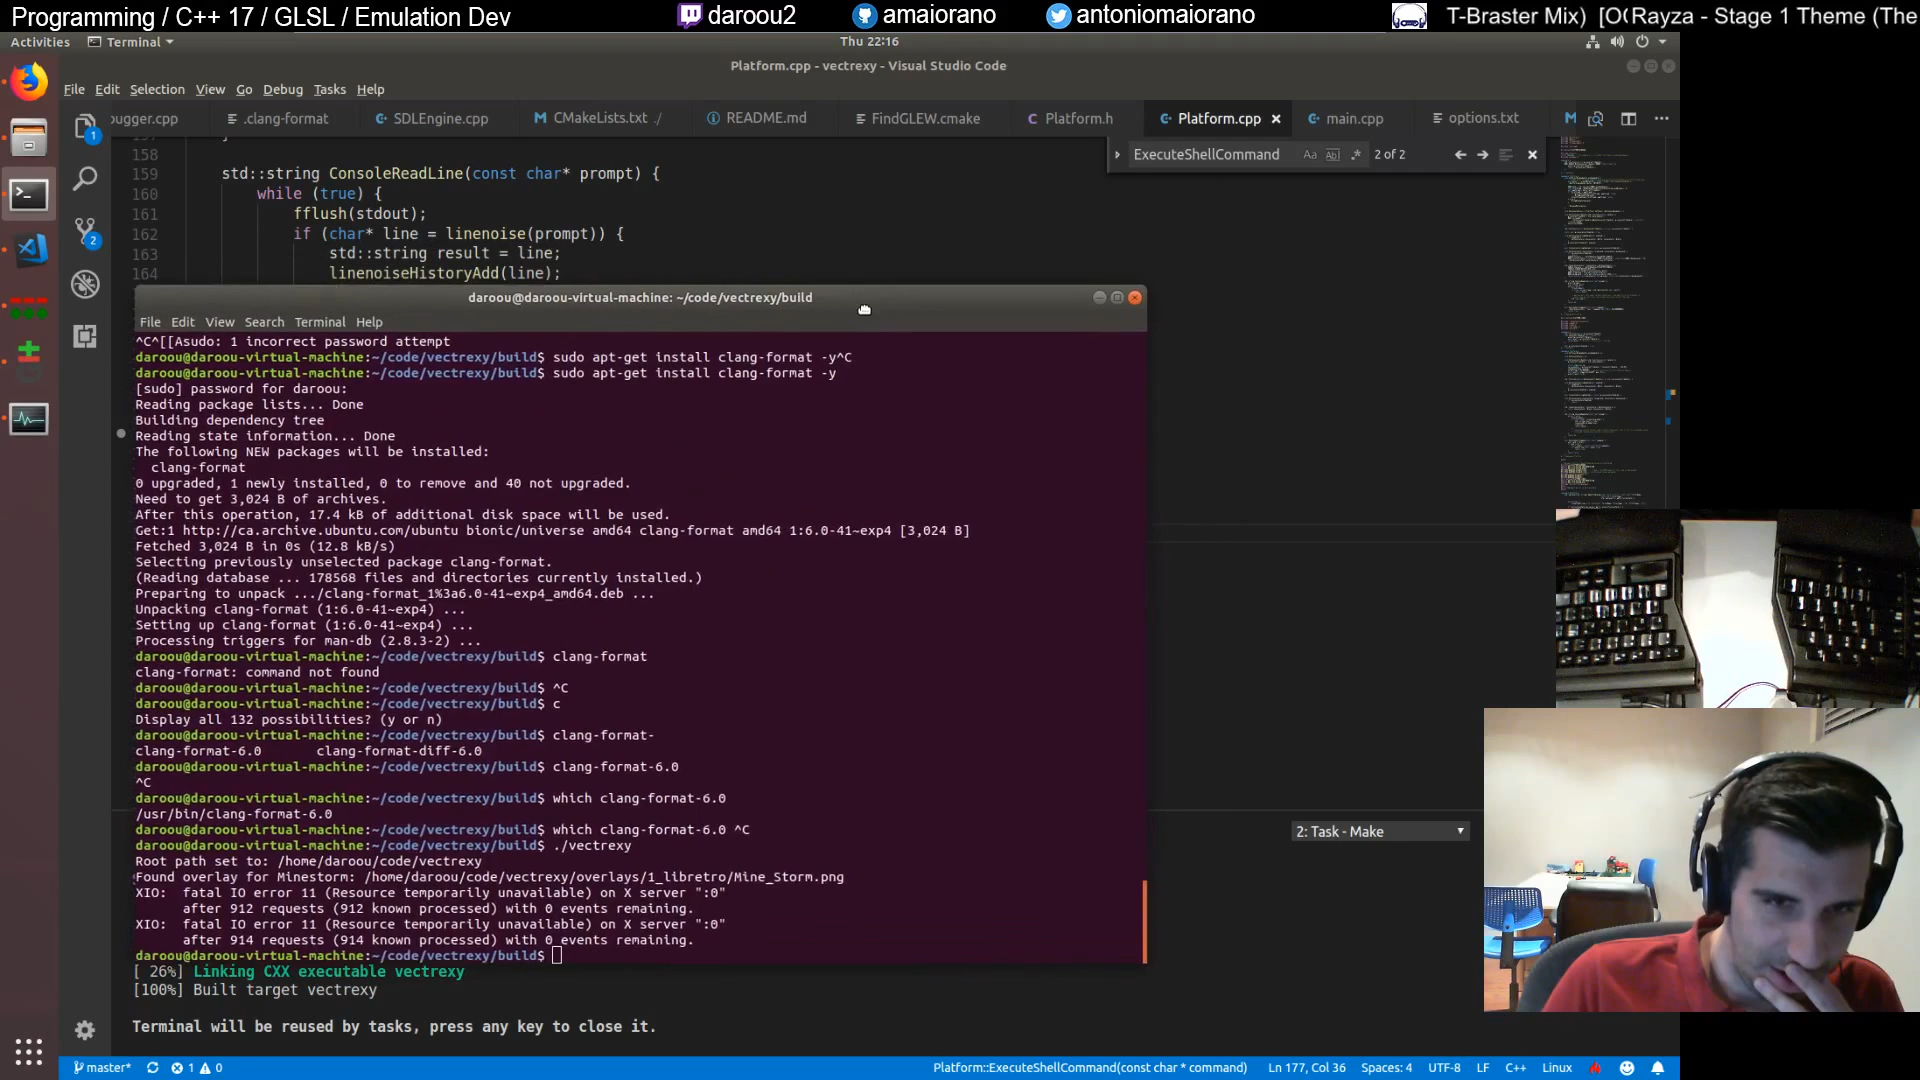 Programming / C++ 17 / GLSL / Emulation Dev
daroou2
amaiorano
antoniomaiorano
T-Braster Mix) [O
Rayza - Stage 1 Theme (The
Activities
Terminal
Thu 22:16
Platform.cpp - vectrexy - Visual Studio Code
File Edit Selection View Go Debug Tasks Help
ougger.cpp
.clang-format
SDLEngine.cpp
CMakeLists.txt ./
README.md
FindGLEW.cmake
Platform.h
Platform.cpp
main.cpp
options.txt
ExecuteShellCommand
Aa
2 of 2
158
159 std::string ConsoleReadLine(const char* prompt) {
160 while (true) {
161 fflush(stdout);
162 if (char* line = linenoise(prompt)) {
163 std::string result = line;
164 linenoiseHistoryAdd(line);
daroou@daroou-virtual-machine: ~/code/vectrexy/build
File Edit View Search Terminal Help
^C^[[Asudo: 1 incorrect password attempt
daroou@daroou-virtual-machine:~/code/vectrexy/build$ sudo apt-get install clang-format -y^C
daroou@daroou-virtual-machine:~/code/vectrexy/build$ sudo apt-get install clang-format -y
[sudo] password for daroou:
Reading package lists... Done
Building dependency tree
Reading state information... Done
The following NEW packages will be installed:
clang-format
0 upgraded, 1 newly installed, 0 to remove and 40 not upgraded.
Need to get 3,024 B of archives.
After this operation, 17.4 kB of additional disk space will be used.
Get:1 http://ca.archive.ubuntu.com/ubuntu bionic/universe amd64 clang-format amd64 1:6.0-41~exp4 [3,024 B]
Fetched 3,024 B in 0s (12.8 kB/s)
Selecting previously unselected package clang-format.
(Reading database ... 178568 files and directories currently installed.)
Preparing to unpack .../clang-format_1%3a6.0-41~exp4_amd64.deb ...
Unpacking clang-format (1:6.0-41~exp4) ...
Setting up clang-format (1:6.0-41~exp4) ...
Processing triggers for man-db (2.8.3-2) ...
daroou@daroou-virtual-machine:~/code/vectrexy/build$ clang-format
clang-format: command not found
daroou@daroou-virtual-machine:~/code/vectrexy/build$ ^C
daroou@daroou-virtual-machine:~/code/vectrexy/build$ c
Display all 132 possibilities? (y or n)
daroou@daroou-virtual-machine:~/code/vectrexy/build$ clang-format-
clang-format-6.0 clang-format-diff-6.0
daroou@daroou-virtual-machine:~/code/vectrexy/build$ clang-format-6.0
^C
daroou@daroou-virtual-machine:~/code/vectrexy/build$ which clang-format-6.0
/usr/bin/clang-format-6.0
daroou@daroou-virtual-machine:~/code/vectrexy/build$ which clang-format-6.0 ^C
daroou@daroou-virtual-machine:~/code/vectrexy/build$ ./vectrexy
Root path set to: /home/daroou/code/vectrexy
Found overlay for Minestorm: /home/daroou/code/vectrexy/overlays/1_libretro/Mine_Storm.png
XIO: fatal IO error 11 (Resource temporarily unavailable) on X server ":0"
after 912 requests (912 known processed) with 0 events remaining.
XIO: fatal IO error 11 (Resource temporarily unavailable) on X server ":0"
after 914 requests (914 known processed) with 0 events remaining.
daroou@daroou-virtual-machine:~/code/vectrexy/build$
2: Task - Make
[ 26%] Linking CXX executable vectrexy
[100%] Built target vectrexy
Terminal will be reused by tasks, press any key to close it.
master* 1 0
Platform::ExecuteShellCommand(const char * command) Ln 177, Col 36 Spaces: 4 UTF-8 LF C++ Linux